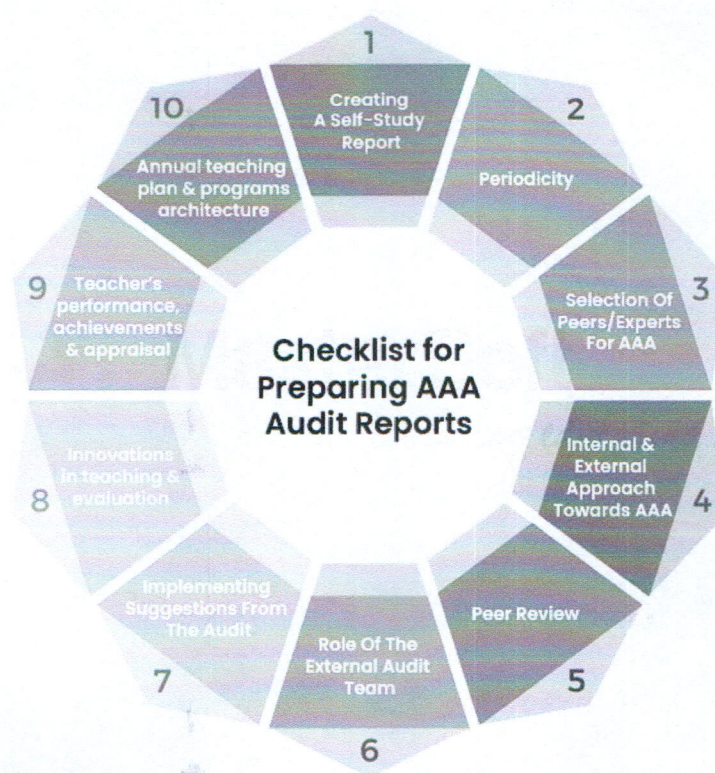 1
Creating
A Self-Study
Report
2
Periodicity
3
Selection Of
Peers/Experts
For AAA
4
Internal &
External
Approach
Towards AAA
5
Peer Review
6
Role Of The
External Audit
Team
7
Implementing
Suggestions From
The Audit
8
Innovations
in teaching &
evaluation
9
Teacher's
performance,
achievements
& appraisal
10
Annual teaching
plan & programs
architecture
Checklist for
Preparing AAA
Audit Reports